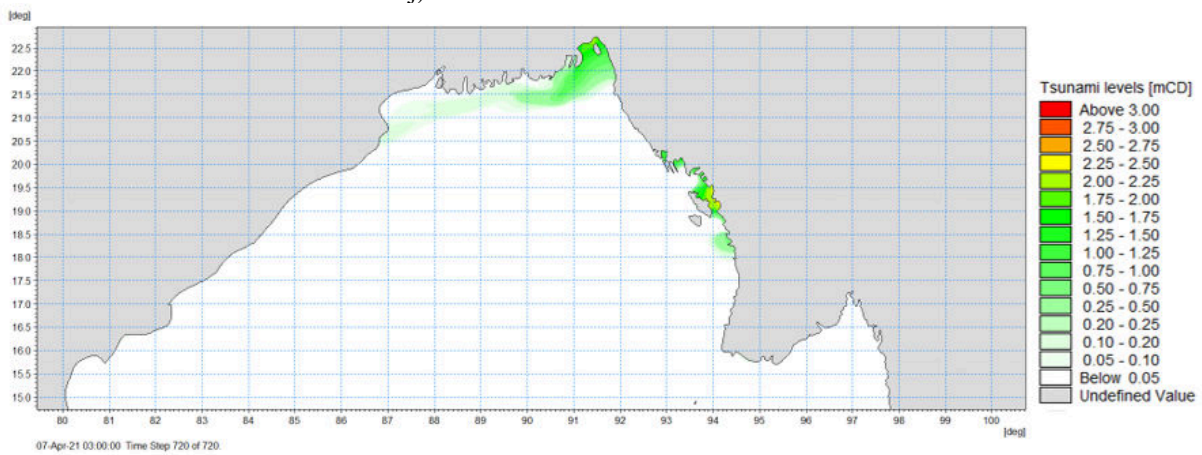 [deg]
22.5
22.0
21.5
21.0
20.5
20.0
19.5
19.0
18.5
18.0
17.5
17.0
16.5
16.0
15.5
15.0
80 81 82 83 84 85 86 87 88 89 90 91 92 93 94 95 96 97 98 99 100
[deg]
07-Apr-21 03:00:00 Time Step 720 of 720.
Tsunami levels [mCD]
Above 3.00
2.75 - 3.00
2.50 - 2.75
2.25 - 2.50
2.00 - 2.25
1.75 - 2.00
1.50 - 1.75
1.25 - 1.50
1.00 - 1.25
0.75 - 1.00
0.50 - 0.75
0.25 - 0.50
0.20 - 0.25
0.10 - 0.20
0.05 - 0.10
Below 0.05
Undefined Value